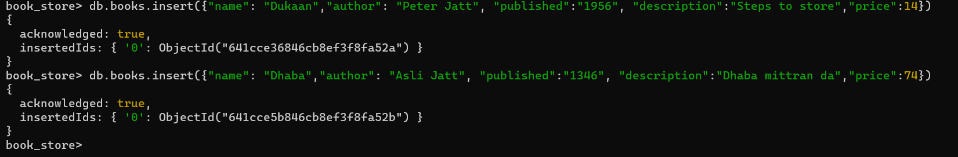 book_store> db.books.insert({"name": "Dukaan","author": "Peter Jatt", "published":"1956", "description":"Steps to store","price":14})
{
  acknowledged: true,
  insertedIds: { '0': ObjectId("641cce36846cb8ef3f8fa52a") }
}
book_store> db.books.insert({"name": "Dhaba","author": "Asli Jatt", "published":"1346", "description":"Dhaba mittran da","price":74})
{
  acknowledged: true,
  insertedIds: { '0': ObjectId("641cce5b846cb8ef3f8fa52b") }
}
book_store>